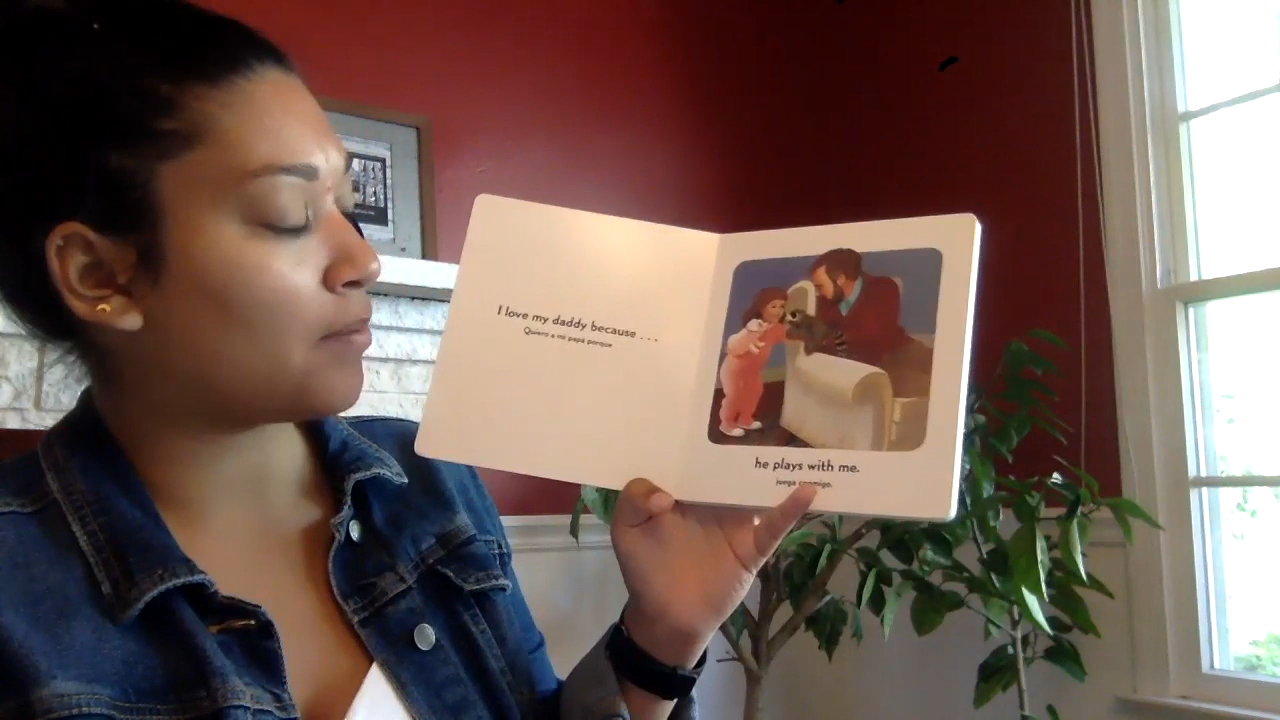 I love my daddy because . . .
Quiero a mi papá porque
he plays with me.
juega conmigo.